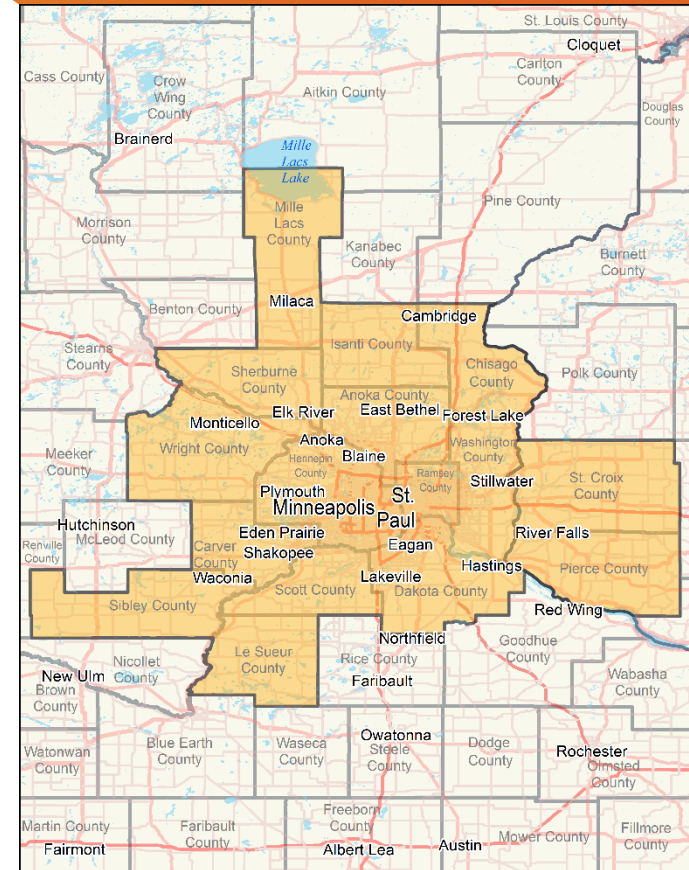 St. Louis County
Cloquet
Cass County
Crow
Wing
County
Aitkin County
Carlton
County
Douglas
County
Brainerd
Mille
Lacs
Lake
Pine County
Morrison
County
Mille
Lacs
County
Kanabec
County
Burnett
County
Benton County
Milaca
Cambridge
Stearns
County
Isanti County
Sherburne
County
Chisago
County
Polk County
Anoka County
Elk River
East Bethel
Forest Lake
Monticello
Anoka
Wright County
Washington
County
Meeker
County
Hennepin
County
Blaine
Ramsey
County
Stillwater
St. Croix
County
Plymouth
St.
Paul
Minneapolis
Hutchinson
McLeod County
Eden Prairie
River Falls
Renville
County
Carver
County
Shakopee
Eagan
Waconia
Lakeville
Hastings
Pierce County
Scott County
Dakota County
Sibley County
Red Wing
Northfield
Goodhue
County
Le Sueur
County
Rice County
Nicollet
County
New Ulm
Faribault
Wabasha
County
Brown
County
Owatonna
Steele
County
Watonwan
County
Blue Earth
County
Waseca
County
Dodge
County
Rochester
Olmsted
County
Freeborn
County
Martin County
Faribault
County
Mower County
Fillmore
County
Fairmont
Albert Lea
Austin